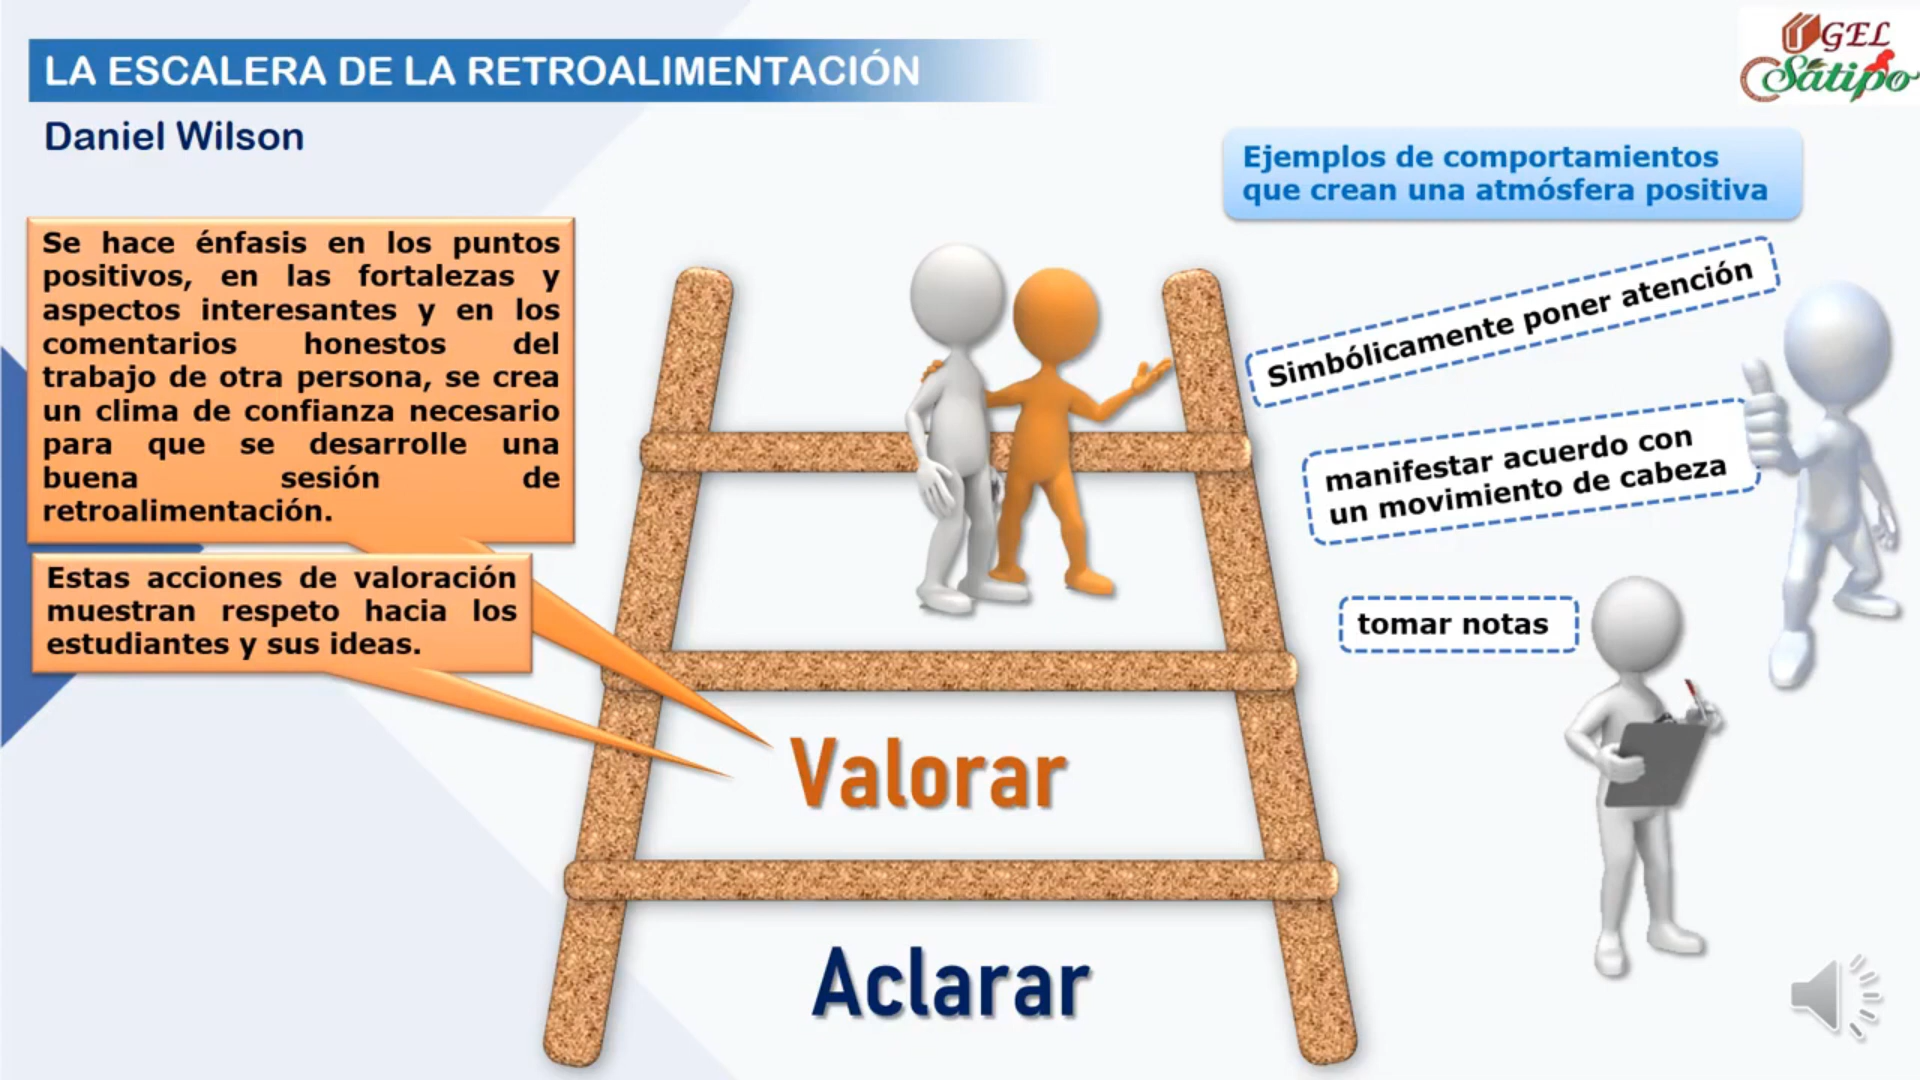 LA ESCALERA DE LA RETROALIMENTACIÓN
Daniel Wilson
UGEL
Satipo
Ejemplos de comportamientos
que crean una atmósfera positiva
Se hace énfasis en los puntos
positivos, en las fortalezas y
aspectos interesantes y en los
comentarios honestos del
trabajo de otra persona, se crea
un clima de confianza necesario
para que se desarrolle una
buena sesión de
retroalimentación.
Estas acciones de valoración
muestran respeto hacia los
estudiantes y sus ideas.
Simbólicamente poner atención
manifestar acuerdo con
un movimiento de cabeza
tomar notas
Valorar
Aclarar